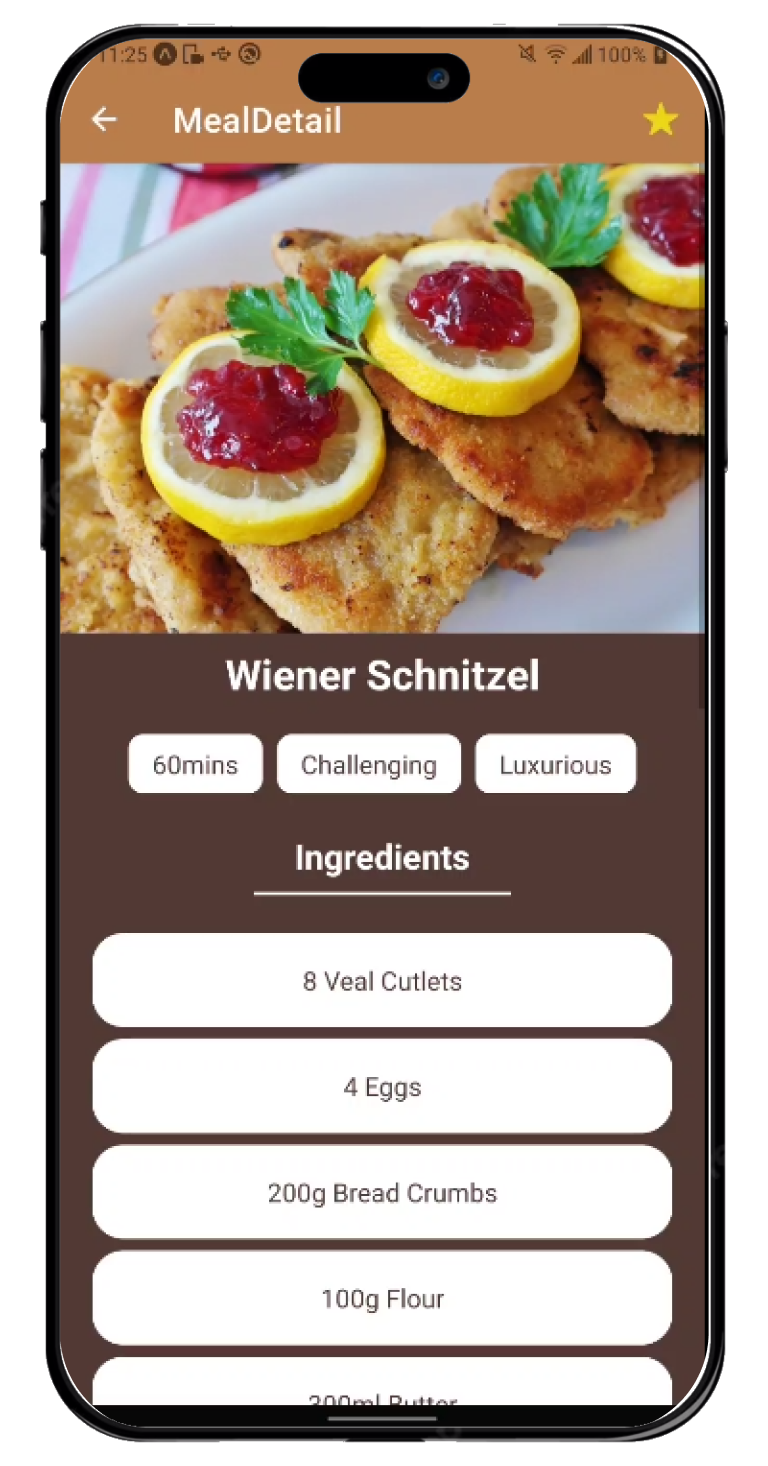 11:25 100%
MealDetail
Wiener Schnitzel
60mins Challenging Luxurious
Ingredients
8 Veal Cutlets
4 Eggs
200g Bread Crumbs
100g Flour
300ml Butter